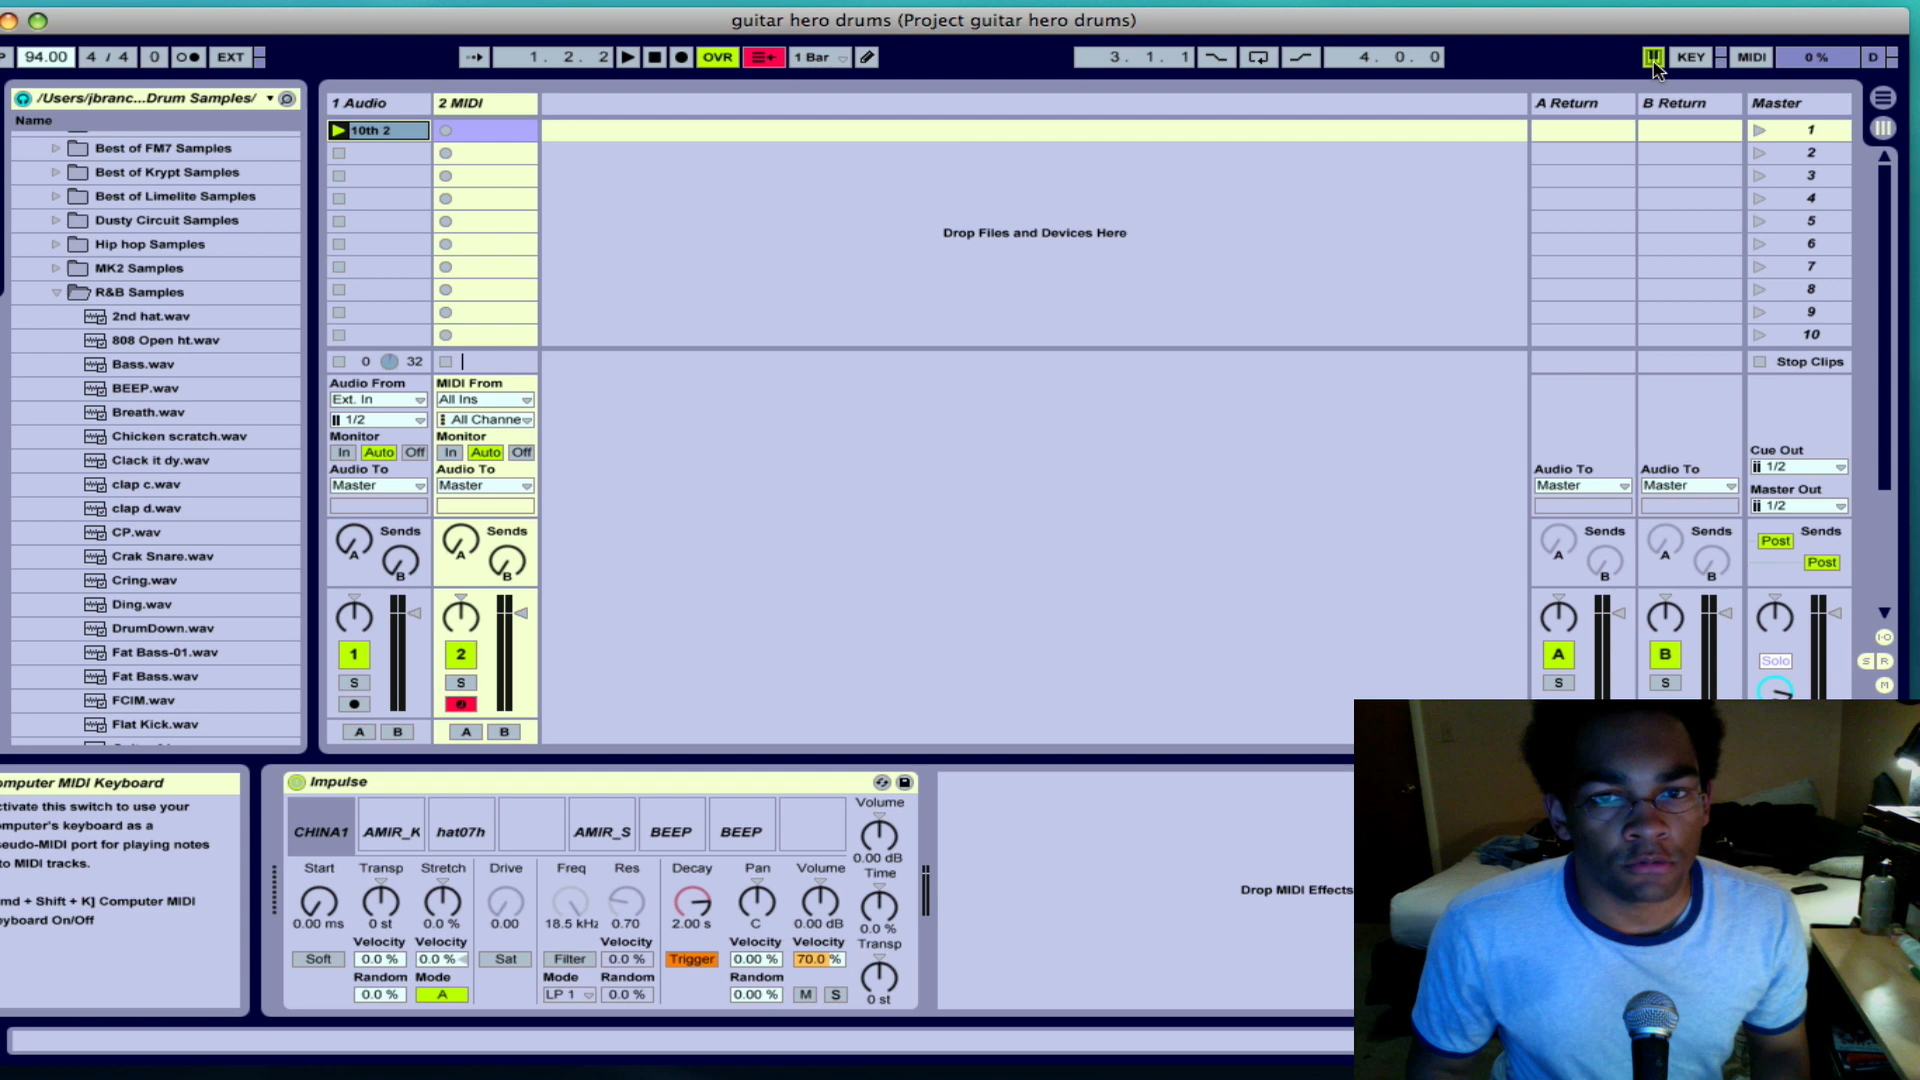 guitar hero drums (Project guitar hero drums)
94.00 4 / 4 0 EXT 1. 2. 2 OVR 1 Bar 3. 1. 1 4. 0. 0 KEY MIDI 0 % D
/Users/jbranc...Drum Samples/
Name
Best of FM7 Samples
Best of Krypt Samples
Best of Limelite Samples
Dusty Circuit Samples
Hip hop Samples
MK2 Samples
R&B Samples
2nd hat.wav
808 Open ht.wav
Bass.wav
BEEP.wav
Breath.wav
Chicken scratch.wav
Clack it dy.wav
clap c.wav
clap d.wav
CP.wav
Crak Snare.wav
Cring.wav
Ding.wav
DrumDown.wav
Fat Bass-01.wav
Fat Bass.wav
FCIM.wav
Flat Kick.wav
1 Audio 2 MIDI A Return B Return Master
10th 2 1
2
3
4
Drop Files and Devices Here
5
6
7
8
9
10
0 32 Stop Clips
Audio From MIDI From
Ext. In All Ins
1/2 All Channe
Monitor Monitor
In Auto Off In Auto Off
Audio To Audio To Audio To Audio To
Master Master Master Master
Cue Out
1/2
Master Out
1/2
Sends Sends Sends Sends Sends
A B A B A B A B Post Post
1 2 A B Solo
S S S S
A B A B
I-O
S R
M
omputer MIDI Keyboard
ctivate this switch to use your
omputer's keyboard as a
seudo-MIDI port for playing notes
to MIDI tracks.
md + Shift + K] Computer MIDI
eyboard On/Off
Impulse
CHINA1 AMIR_K hat07h AMIR_S BEEP BEEP
Volume
0.00 dB
Time
0.0 %
Transp
0 st
Start Transp Stretch Drive Freq Res Decay Pan Volume
0.00 ms 0 st 0.0 % 0.00 18.5 kHz 0.70 2.00 s C 0.00 dB
Velocity Velocity Velocity Velocity Velocity
Soft 0.0 % 0.0 % Sat Filter 0.0 % Trigger 0.00 % 70.0 %
Random Mode Mode Random Random
0.0 % A LP 1 0.0 % 0.00 % M S
Drop MIDI Effects